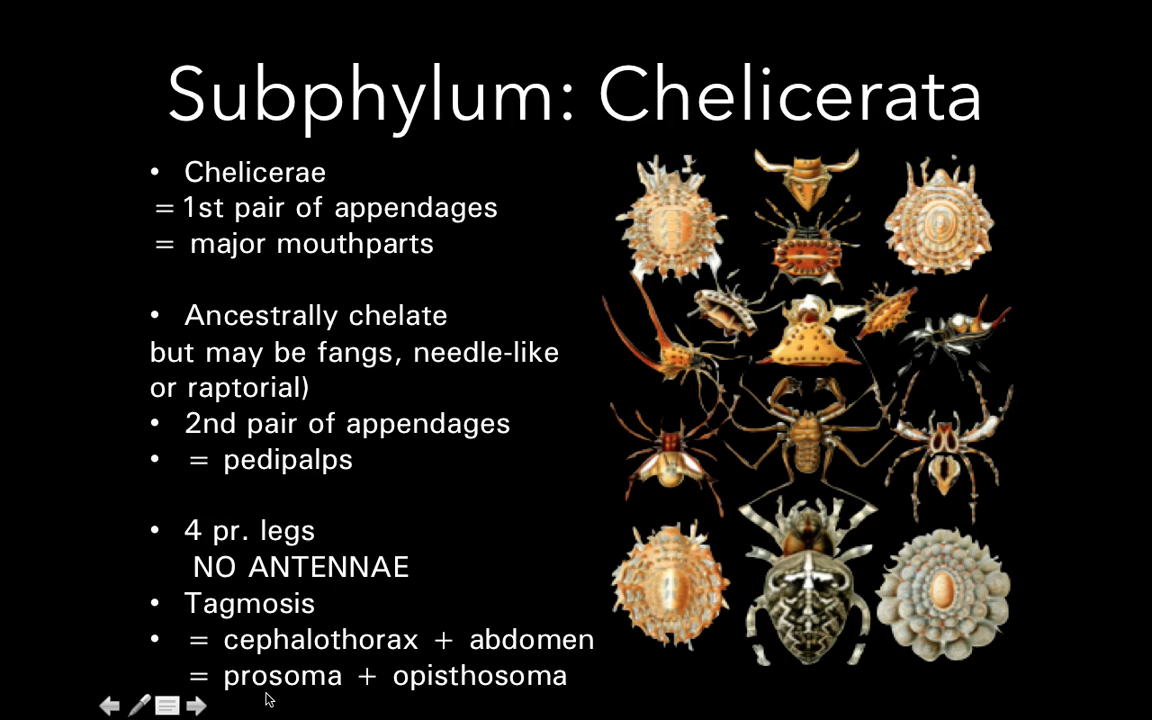 Subphylum: Chelicerata
• Chelicerae
= 1st pair of appendages
= major mouthparts
• Ancestrally chelate
but may be fangs, needle-like
or raptorial)
• 2nd pair of appendages
• = pedipalps
• 4 pr. legs
NO ANTENNAE
• Tagmosis
• = cephalothorax + abdomen
= prosoma + opisthosoma